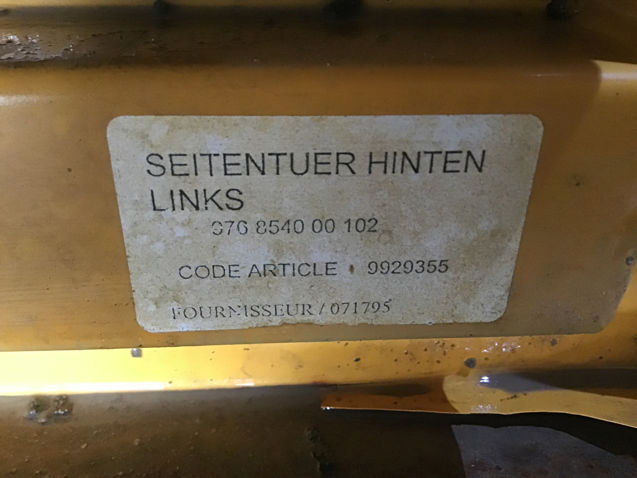 SEITENTUER HINTEN
LINKS
976 8540 00 102
CODE ARTICLE : 9929355
FOURNISSEUR / 071795